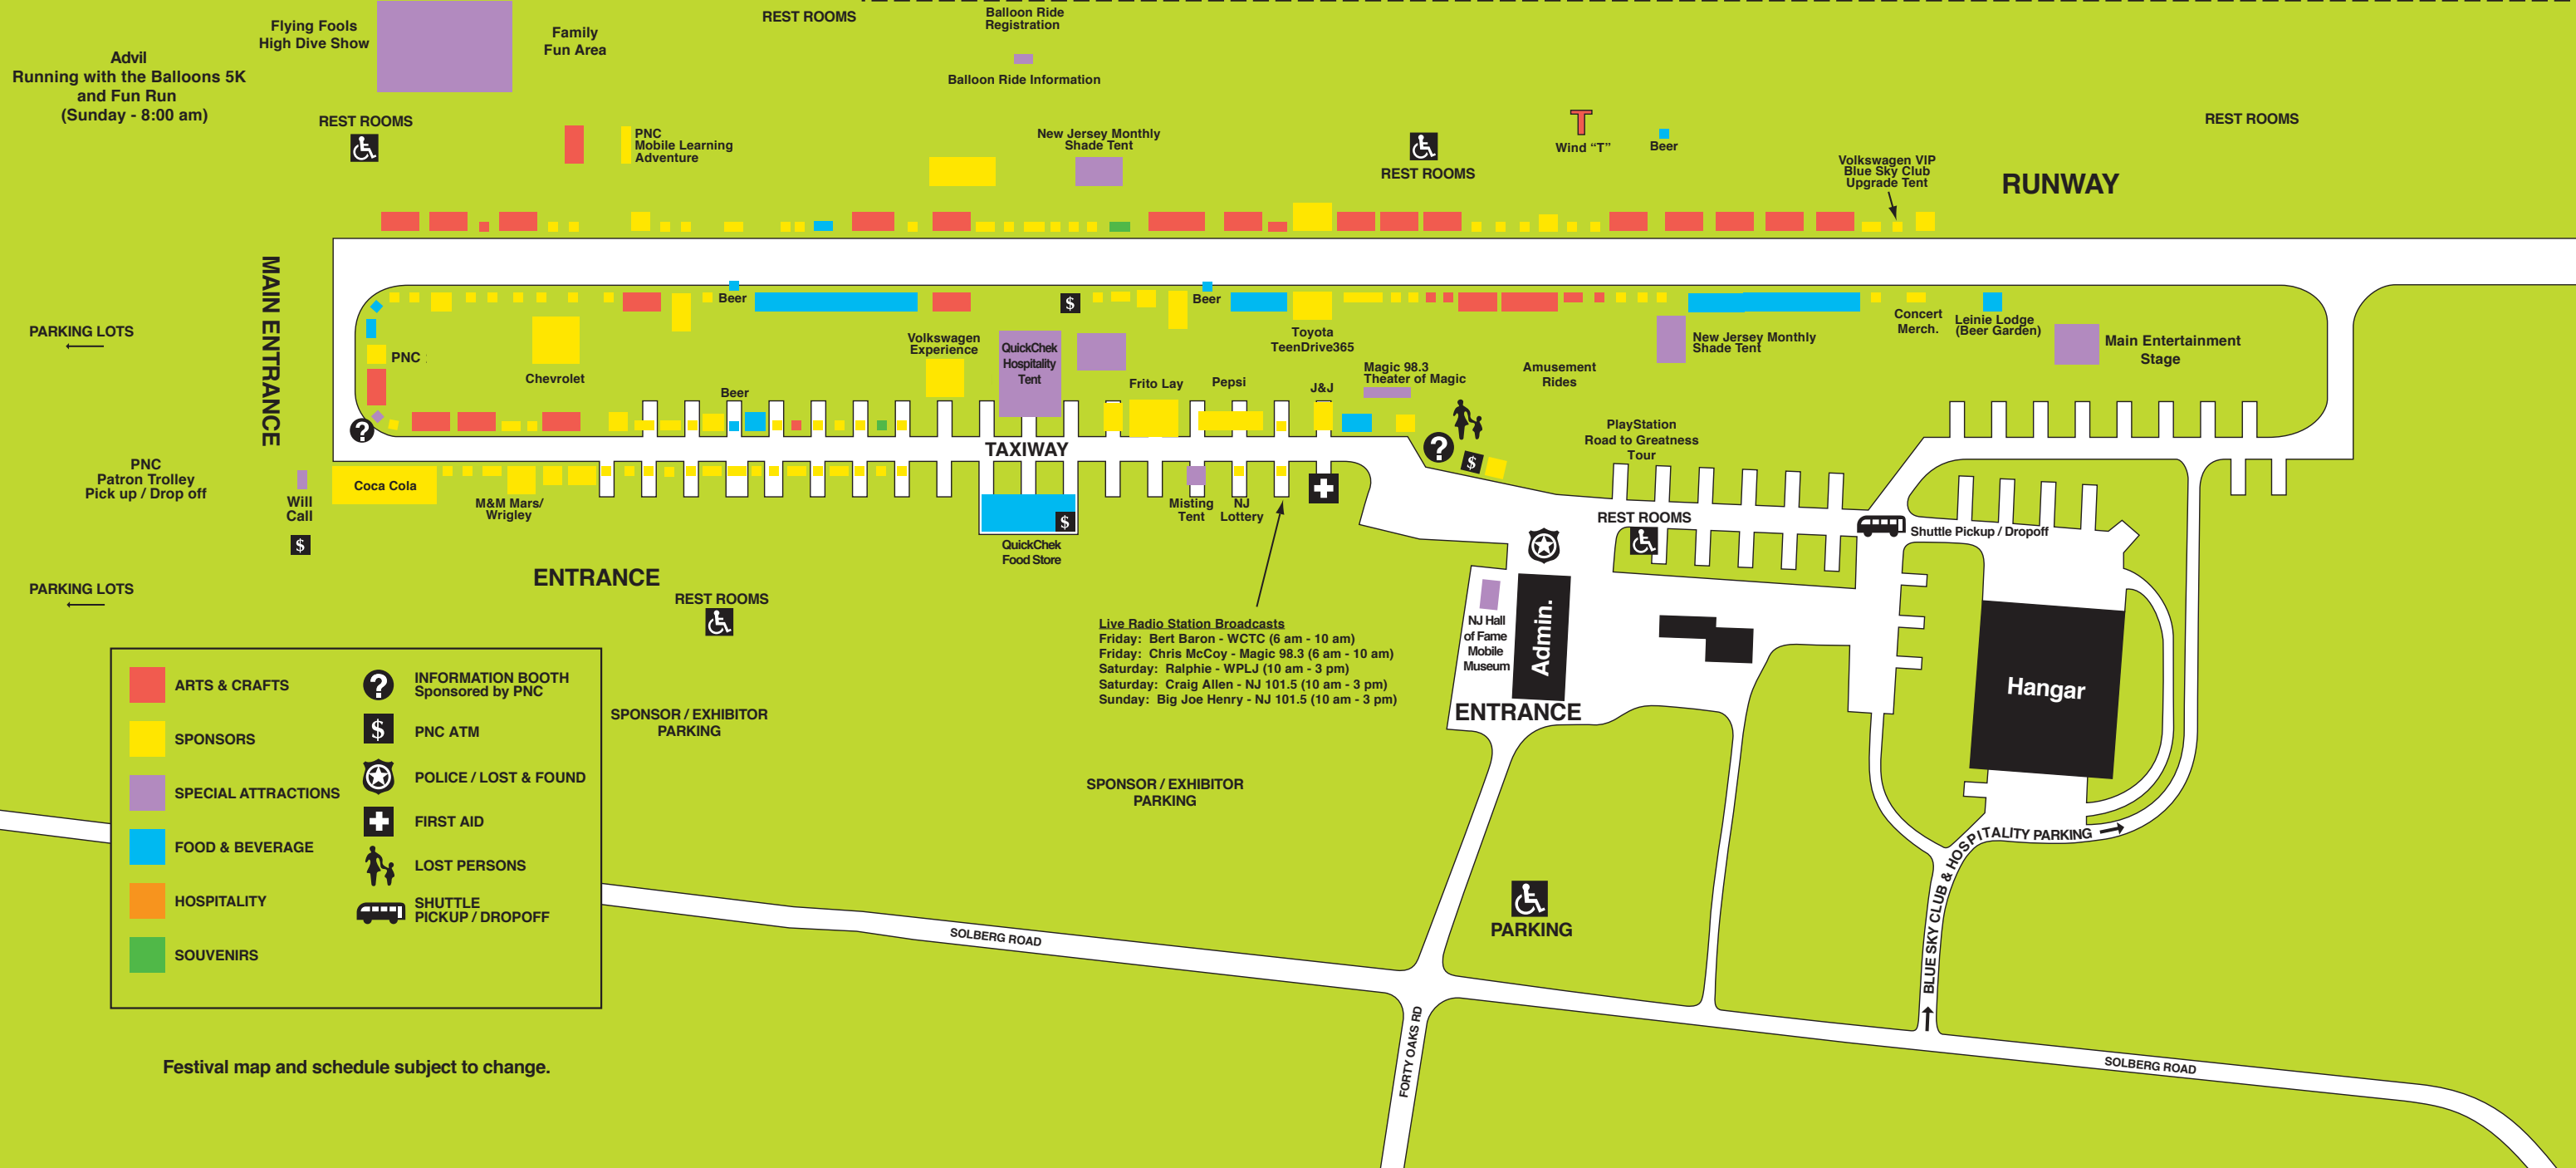 Flying Fools
High Dive Show
Family
Fun Area
REST ROOMS
Balloon Ride
Registration
Balloon Ride Information
Advil
Running with the Balloons 5K
and Fun Run
(Sunday - 8:00 am)
REST ROOMS
PNC
Mobile Learning
Adventure
New Jersey Monthly
Shade Tent
REST ROOMS
T
Wind “T”
Beer
REST ROOMS
Volkswagen VIP
Blue Sky Club
Upgrade Tent
RUNWAY
MAIN ENTRANCE
PARKING LOTS
PNC
Beer
$
Beer
Chevrolet
Volkswagen
Experience
QuickChek
Hospitality
Tent
Toyota
TeenDrive365
Magic 98.3
Theater of Magic
Amusement
Rides
New Jersey Monthly
Shade Tent
Concert
Merch.
Leinie Lodge
(Beer Garden)
Main Entertainment
Stage
Beer
Frito Lay
Pepsi
J&J
?
TAXIWAY
?
$
PlayStation
Road to Greatness
Tour
PNC
Patron Trolley
Pick up / Drop off
Will
Call
$
Coca Cola
M&M Mars/
Wrigley
$
QuickChek
Food Store
Misting
Tent
NJ
Lottery
REST ROOMS
Shuttle Pickup / Dropoff
PARKING LOTS
ENTRANCE
REST ROOMS
Live Radio Station Broadcasts
Friday: Bert Baron - WCTC (6 am - 10 am)
Friday: Chris McCoy - Magic 98.3 (6 am - 10 am)
Saturday: Ralphie - WPLJ (10 am - 3 pm)
Saturday: Craig Allen - NJ 101.5 (10 am - 3 pm)
Sunday: Big Joe Henry - NJ 101.5 (10 am - 3 pm)
NJ Hall
of Fame
Mobile
Museum
Admin.
ENTRANCE
Hangar
ARTS & CRAFTS
SPONSORS
SPECIAL ATTRACTIONS
FOOD & BEVERAGE
HOSPITALITY
SOUVENIRS
?
INFORMATION BOOTH
Sponsored by PNC
$
PNC ATM
POLICE / LOST & FOUND
FIRST AID
LOST PERSONS
SHUTTLE
PICKUP / DROPOFF
SPONSOR / EXHIBITOR
PARKING
SPONSOR / EXHIBITOR
PARKING
PARKING
BLUE SKY CLUB & HOSPITALITY PARKING
SOLBERG ROAD
FORTY OAKS RD
SOLBERG ROAD
Festival map and schedule subject to change.